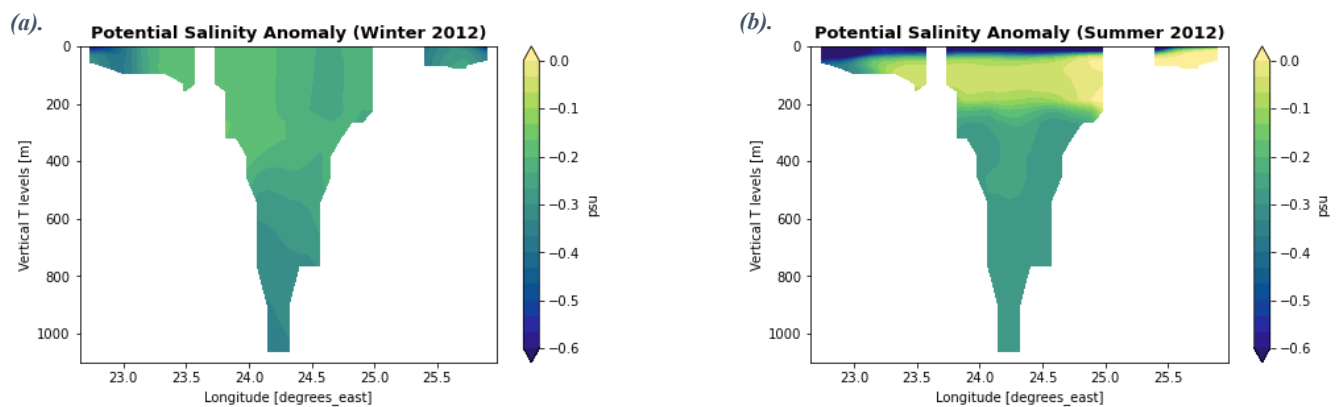 (a).
Potential Salinity Anomaly (Winter 2012)
0
200
400
600
800
1000
Vertical T levels [m]
23.0 23.5 24.0 24.5 25.0 25.5
Longitude [degrees_east]
0.0
−0.1
−0.2
−0.3
−0.4
−0.5
−0.6
psu
(b).
Potential Salinity Anomaly (Summer 2012)
0
200
400
600
800
1000
Vertical T levels [m]
23.0 23.5 24.0 24.5 25.0 25.5
Longitude [degrees_east]
0.0
−0.1
−0.2
−0.3
−0.4
−0.5
−0.6
psu